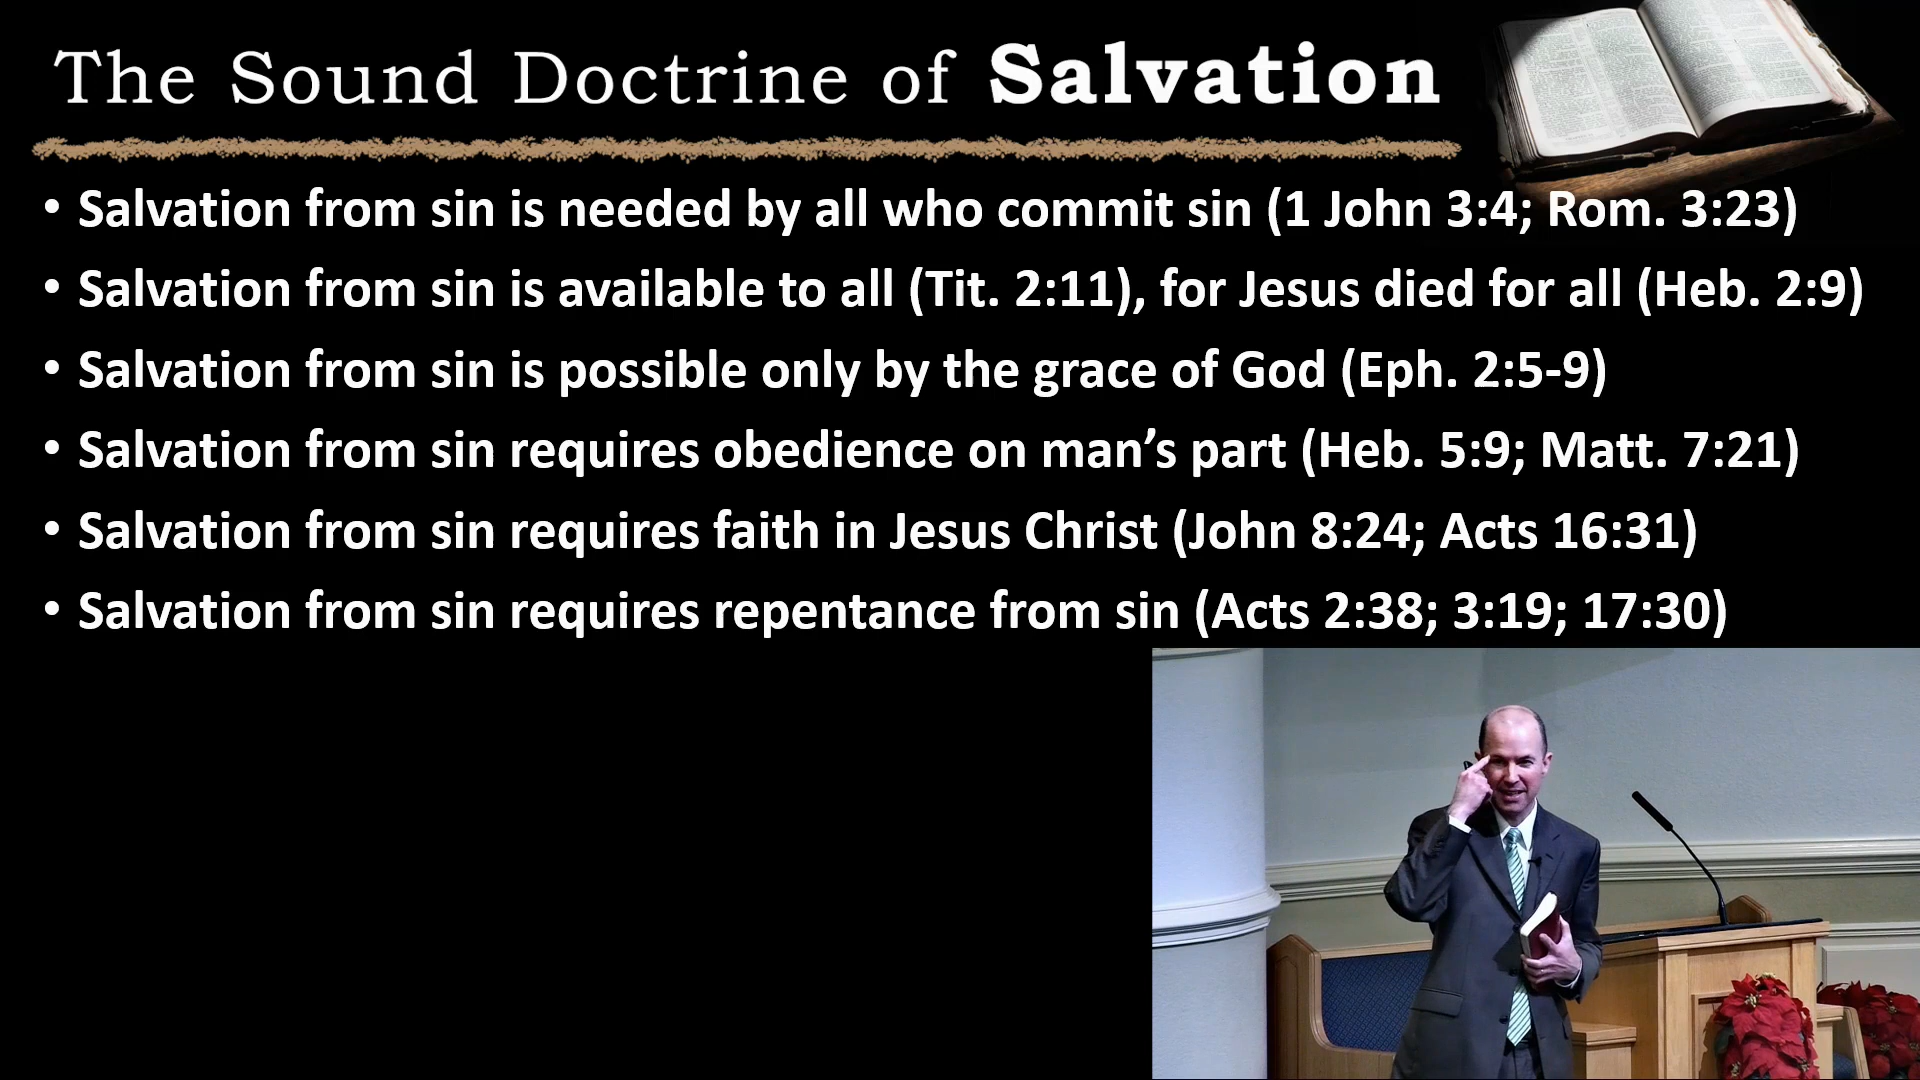 The Sound Doctrine of Salvation
• Salvation from sin is needed by all who commit sin (1 John 3:4; Rom. 3:23)
• Salvation from sin is available to all (Tit. 2:11), for Jesus died for all (Heb. 2:9)
• Salvation from sin is possible only by the grace of God (Eph. 2:5-9)
• Salvation from sin requires obedience on man’s part (Heb. 5:9; Matt. 7:21)
• Salvation from sin requires faith in Jesus Christ (John 8:24; Acts 16:31)
• Salvation from sin requires repentance from sin (Acts 2:38; 3:19; 17:30)